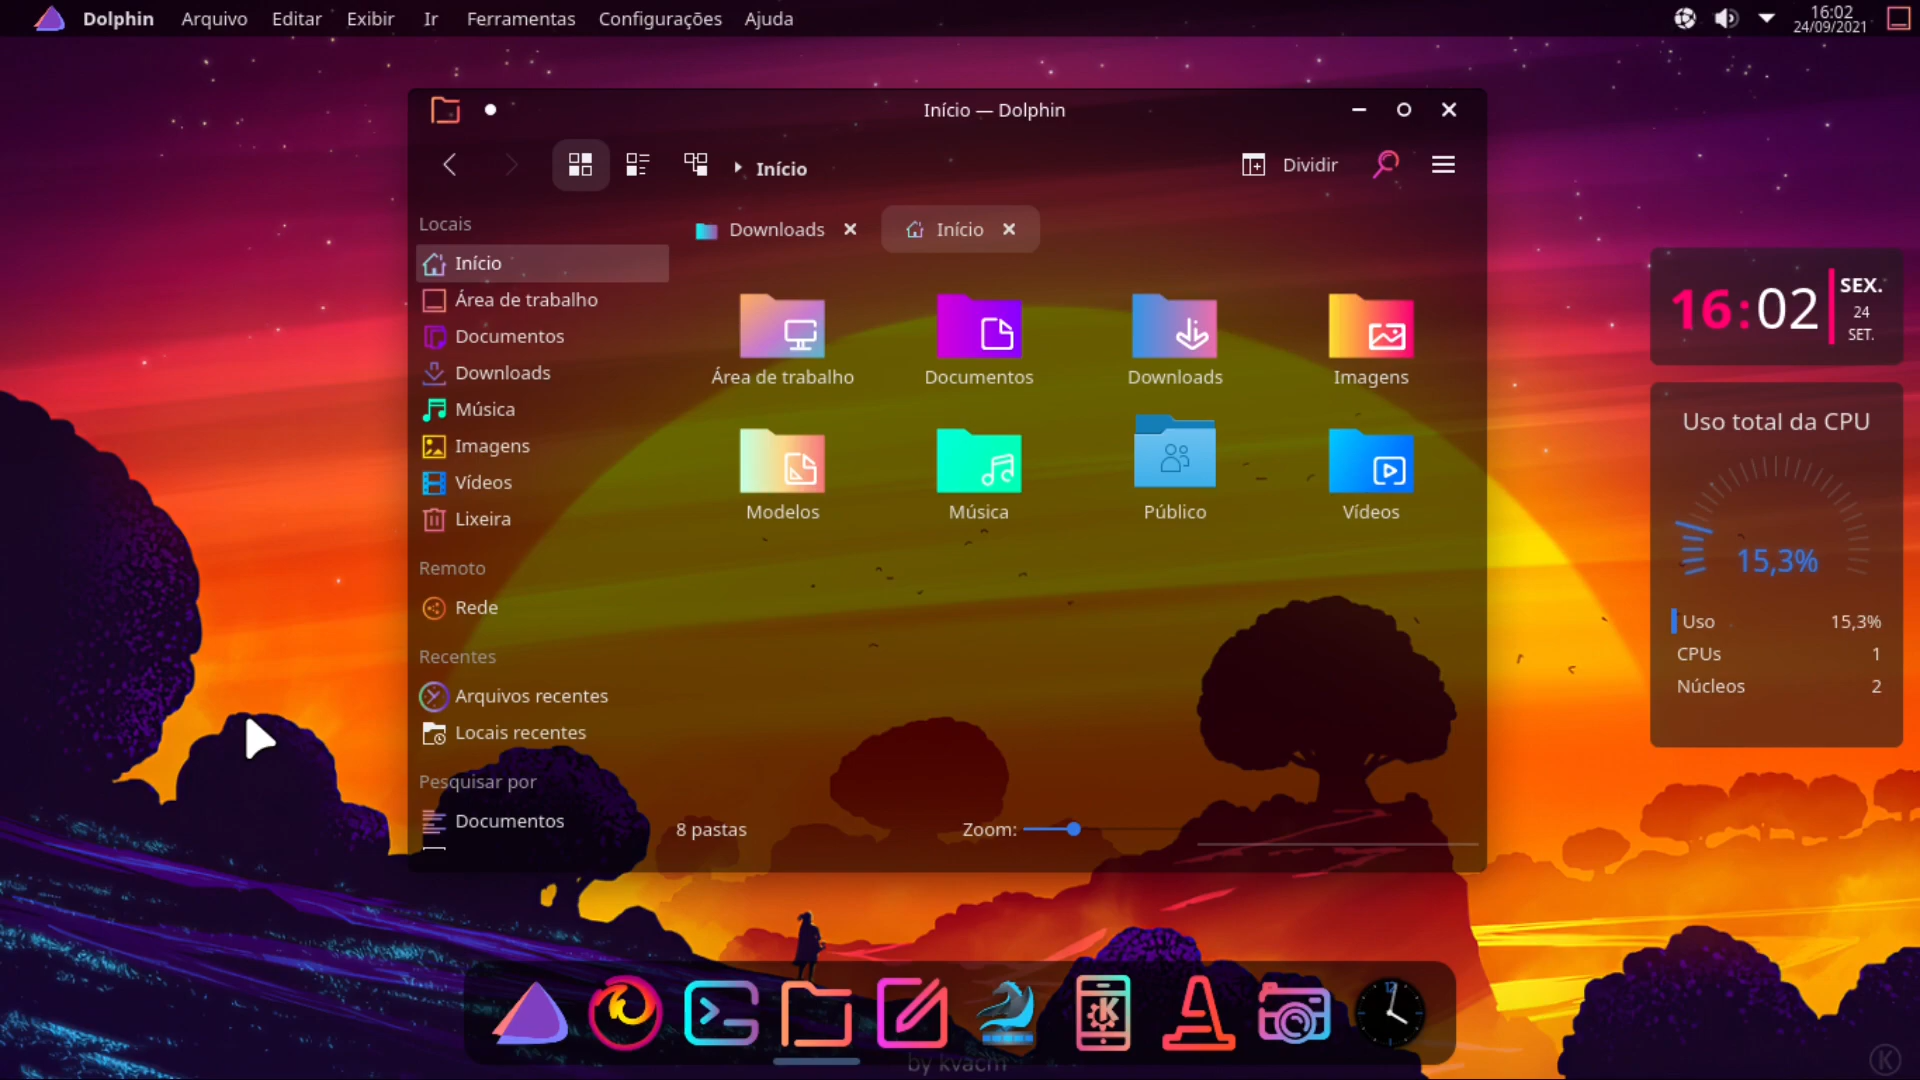 Dolphin Arquivo Editar Exibir Ir Ferramentas Configurações Ajuda
16:02
24/09/2021
Início — Dolphin
Início
Dividir
Downloads
Início
Locais
Início
Área de trabalho
Documentos
Downloads
Música
Imagens
Vídeos
Lixeira
Remoto
Rede
Recentes
Arquivos recentes
Locais recentes
Pesquisar por
Documentos
Área de trabalho
Documentos
Downloads
Imagens
Modelos
Música
Público
Vídeos
8 pastas
Zoom:
16:02
SEX.
24
SET.
Uso total da CPU
15,3%
Uso 15,3%
CPUs 1
Núcleos 2
12
by kvacm
K